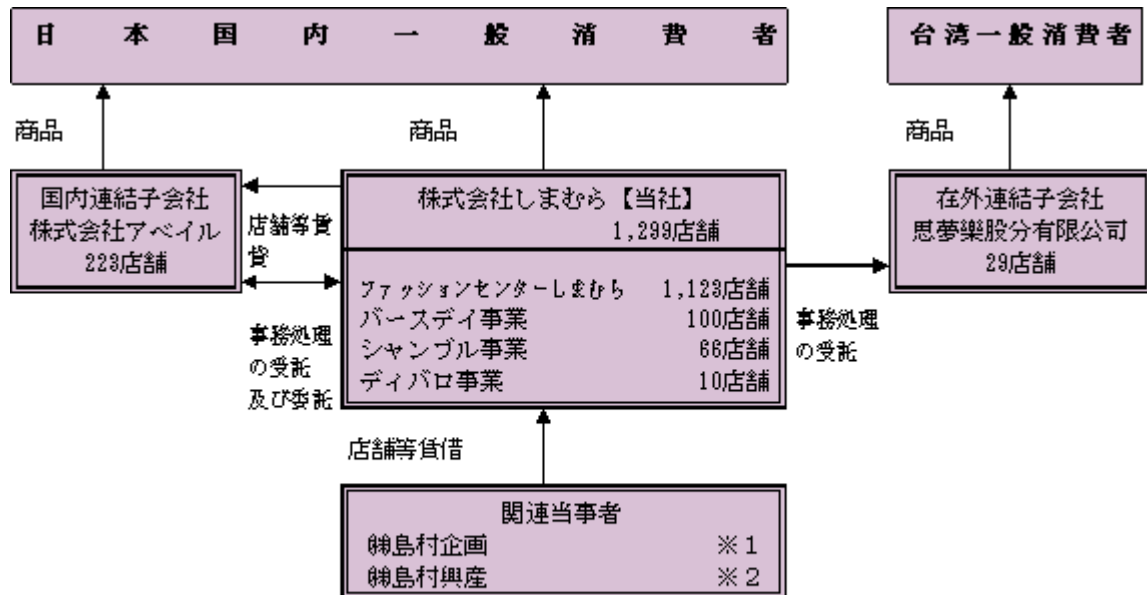 日本国内一般消費者
台湾一般消費者
商品
商品
商品
国内連結子会社
株式会社アベイル
223店舗
店舗等賃
貸
事務処理
の受託
及び委託
株式会社しまむら【当社】
1,299店舗
ファッションセンターしまむら 1,123店舗
バースデイ事業 100店舗
シャンブル事業 66店舗
ディバロ事業 10店舗
事務処理
の受託
在外連結子会社
思夢樂股分有限公司
29店舗
店舗等賃借
関連当事者
㈱島村企画 ※1
㈱島村興産 ※2